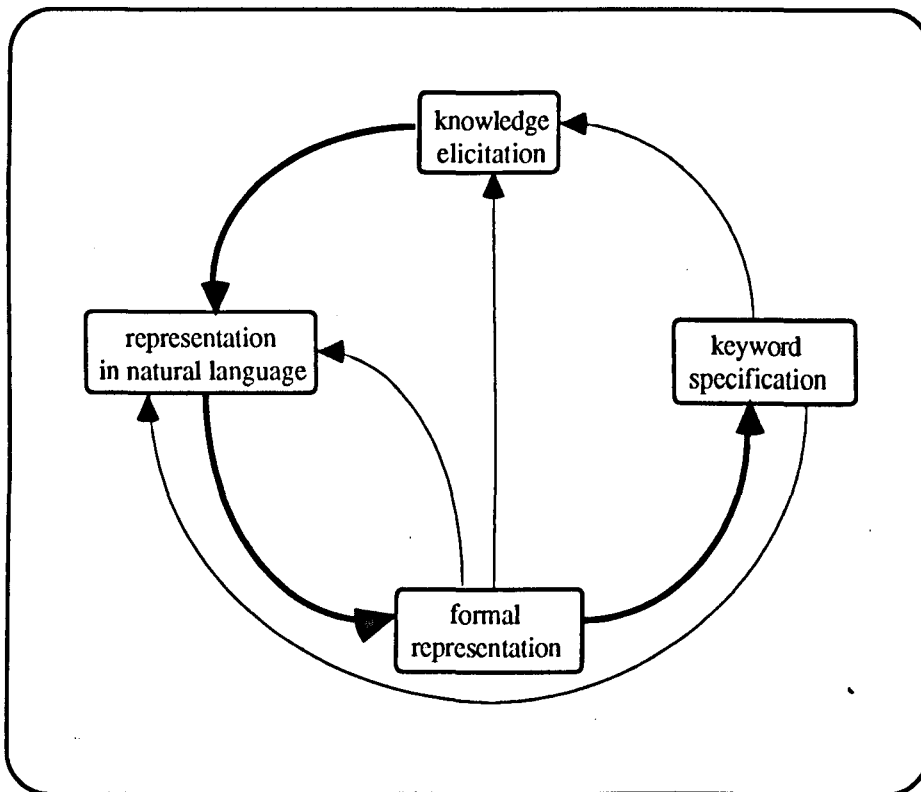 knowledge
elicitation
representation
in natural language
keyword
specification
formal
representation